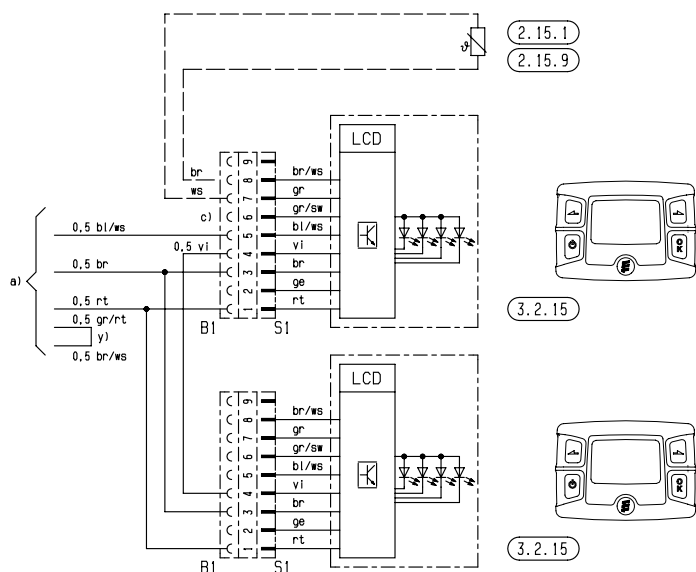 ϑ
2.15.1
2.15.9
LCD
br
ws
c)
9
8
7
6
5
4
3
2
1
br/ws
gr
gr/sw
bl/ws
vi
br
ge
rt
0,5 bl/ws
0,5 vi
a)
0,5 br
0,5 rt
0,5 gr/rt
y)
0,5 br/ws
B1
S1
3.2.15
OK
LCD
9
8
7
6
5
4
3
2
1
br/ws
gr
gr/sw
bl/ws
vi
br
ge
rt
B1
S1
3.2.15
OK